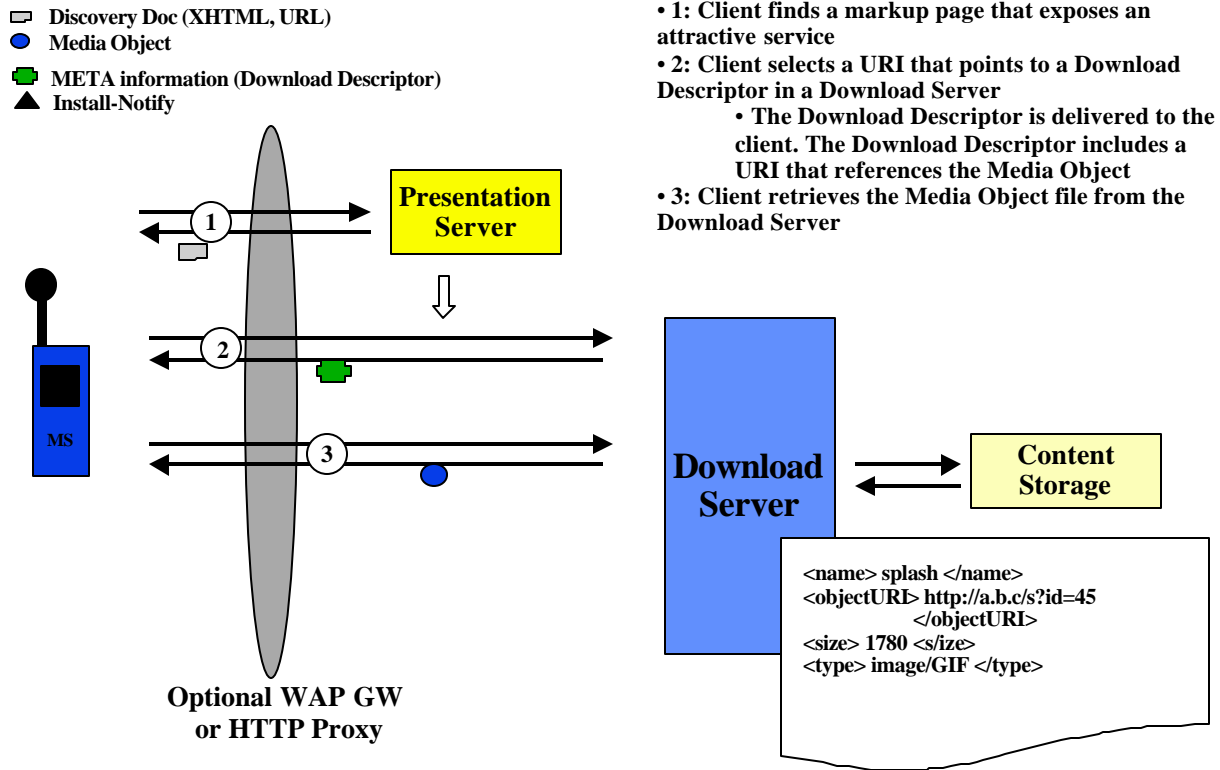 Discovery Doc (XHTML, URL)
Media Object
META information (Download Descriptor)
Install-Notify
• 1: Client finds a markup page that exposes an
attractive service
• 2: Client selects a URI that points to a Download
Descriptor in a Download Server
• The Download Descriptor is delivered to the
client. The Download Descriptor includes a
URI that references the Media Object
• 3: Client retrieves the Media Object file from the
Download Server
1
Presentation
Server
2
MS
3
Download
Server
Content
Storage
<name> splash </name>
<objectURI> http://a.b.c/s?id=45
</objectURI>
<size> 1780 <s/ize>
<type> image/GIF </type>
Optional WAP GW
or HTTP Proxy